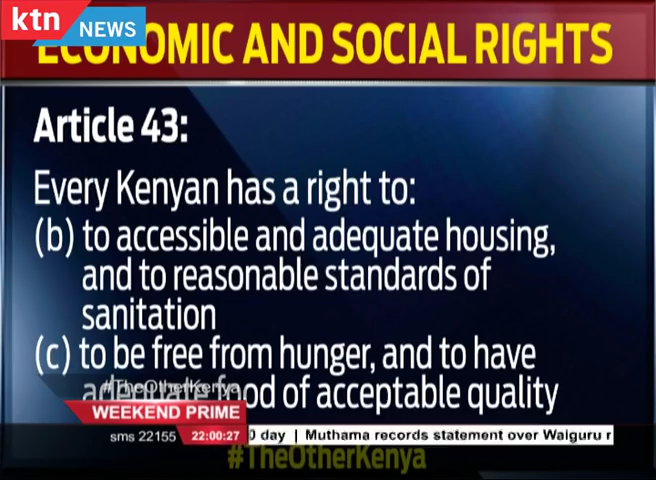 ktn NEWS
ECONOMIC AND SOCIAL RIGHTS
Article 43:
Every Kenyan has a right to:
(b) to accessible and adequate housing,
and to reasonable standards of
sanitation
(c) to be free from hunger, and to have
adequate food of acceptable quality
#TheOtherKenya
WEEKEND PRIME
sms 22155 22:00:27 0 day | Muthama records statement over Waiguru r
#TheOtherKenya